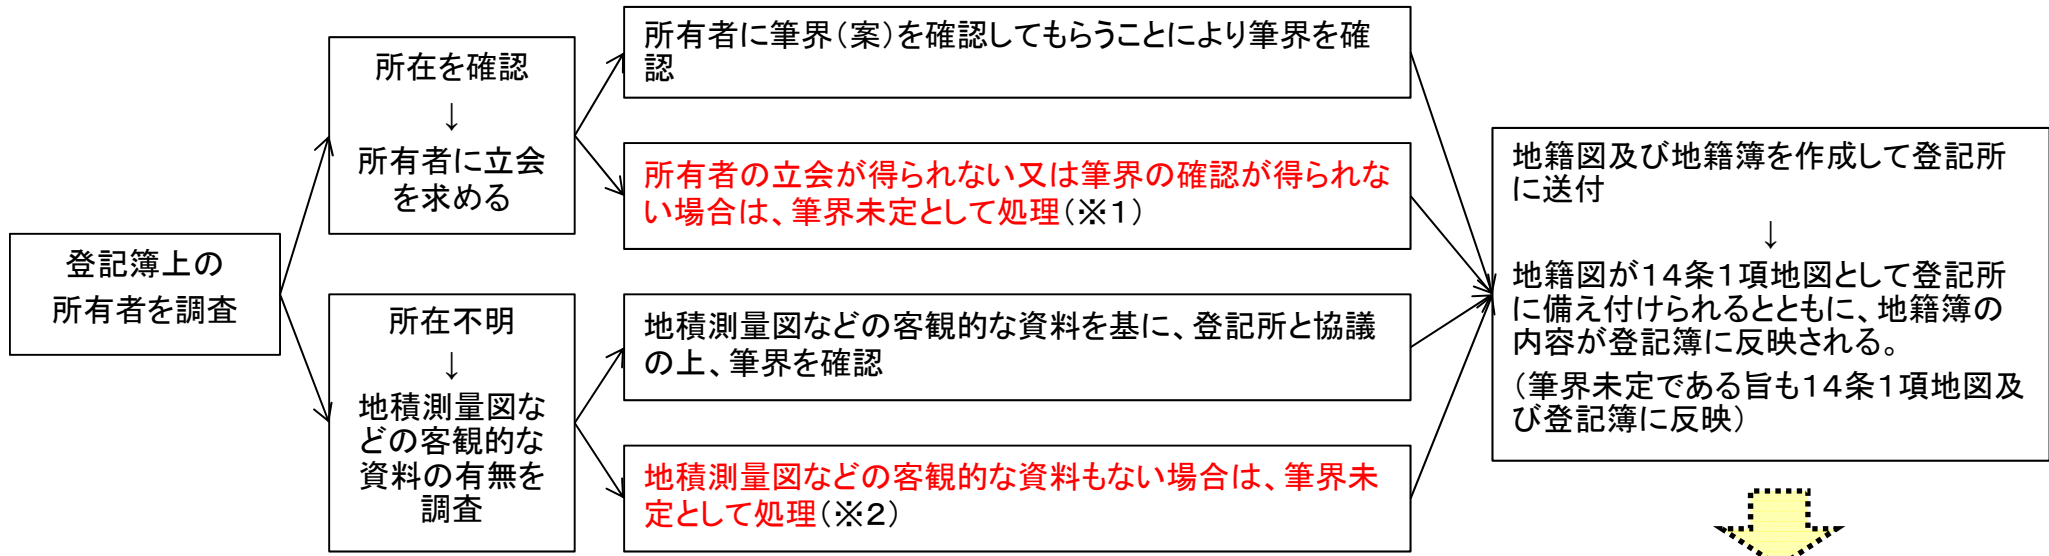 登記簿上の
所有者を調査
所在を確認
↓
所有者に立会
を求める
所在不明
↓
地積測量図な
どの客観的な
資料の有無を
調査
所有者に筆界(案)を確認してもらうことにより筆界を確
認
所有者の立会が得られない又は筆界の確認が得られな
い場合は、筆界未定として処理(※1)
地積測量図などの客観的な資料を基に、登記所と協議
の上、筆界を確認
地積測量図などの客観的な資料もない場合は、筆界未
定として処理(※2)
地籍図及び地籍簿を作成して登記所
に送付
↓
地籍図が14条1項地図として登記所
に備え付けられるとともに、地籍簿の
内容が登記簿に反映される。
(筆界未定である旨も14条1項地図及
び登記簿に反映)